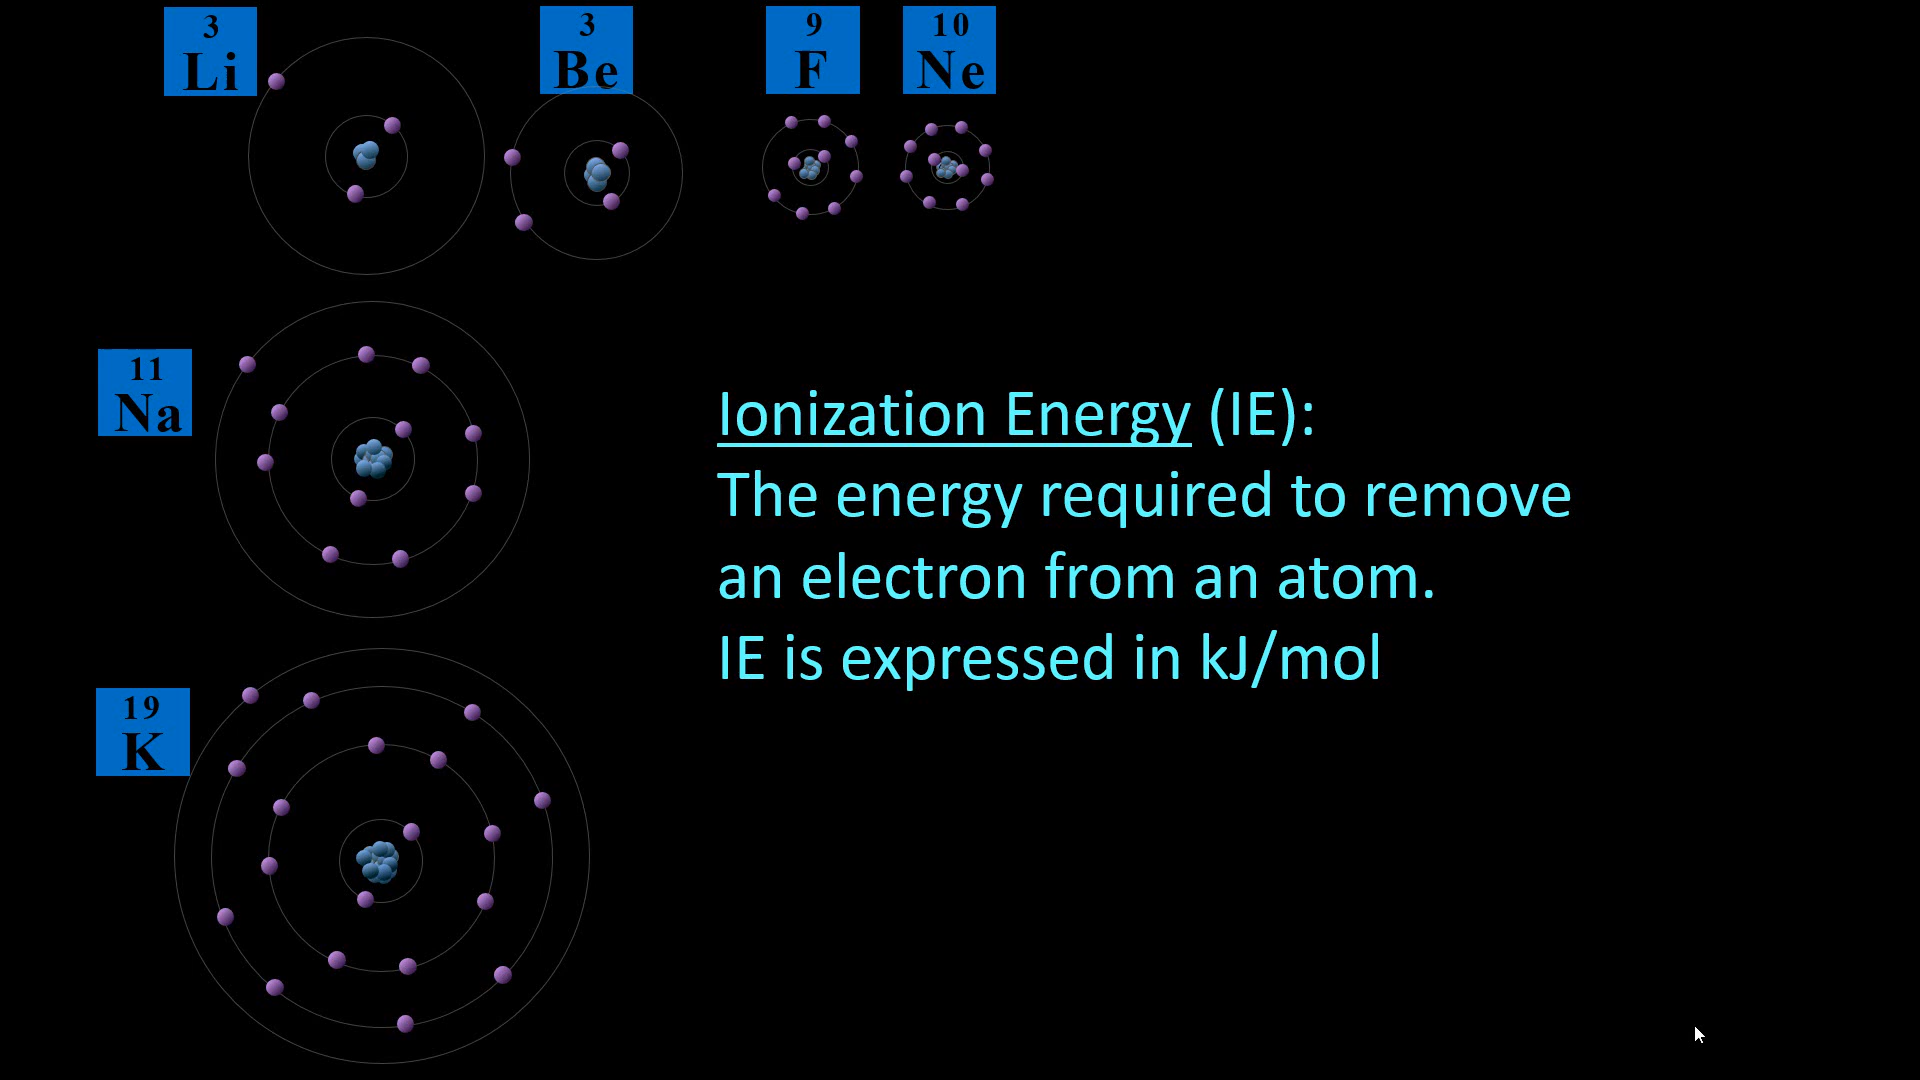 3
Li
3
Be
9
F
10
Ne
11
Na
19
K
Ionization Energy (IE):
The energy required to remove
an electron from an atom.
IE is expressed in kJ/mol